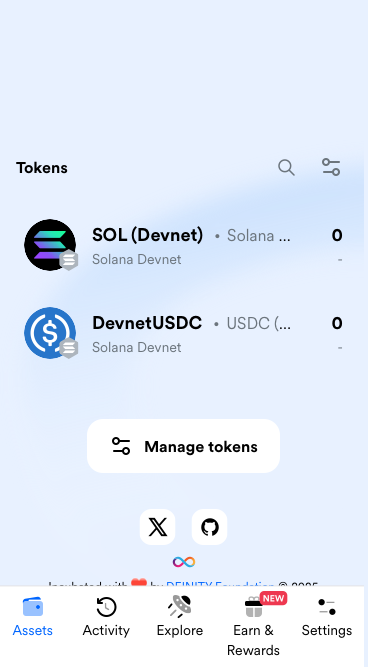 Tokens
SOL (Devnet) • Solana ... 0
Solana Devnet -
DevnetUSDC • USDC (... 0
Solana Devnet -
Manage tokens
Incubated with ❤️ by DFINITY Foundation © 2025
NEW
Assets Activity Explore Earn & Rewards Settings